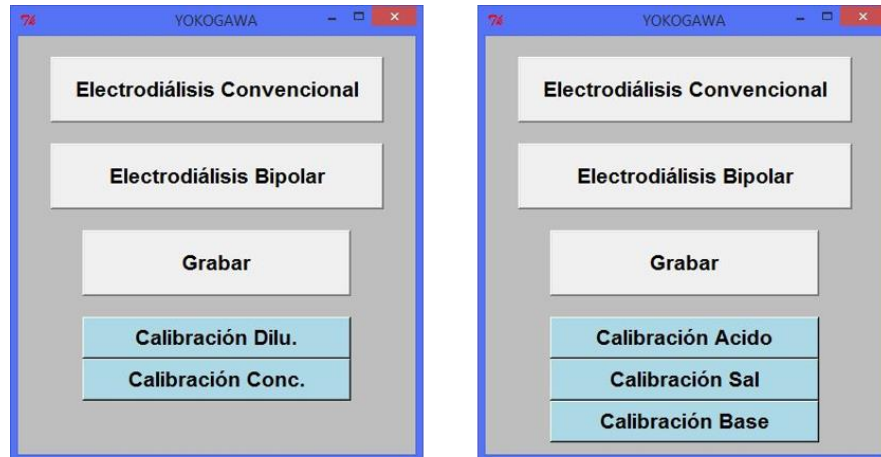 YOKOGAWA
Electrodiálisis Convencional
Electrodiálisis Bipolar
Grabar
Calibración Dilu.
Calibración Conc.
YOKOGAWA
Electrodiálisis Convencional
Electrodiálisis Bipolar
Grabar
Calibración Acido
Calibración Sal
Calibración Base